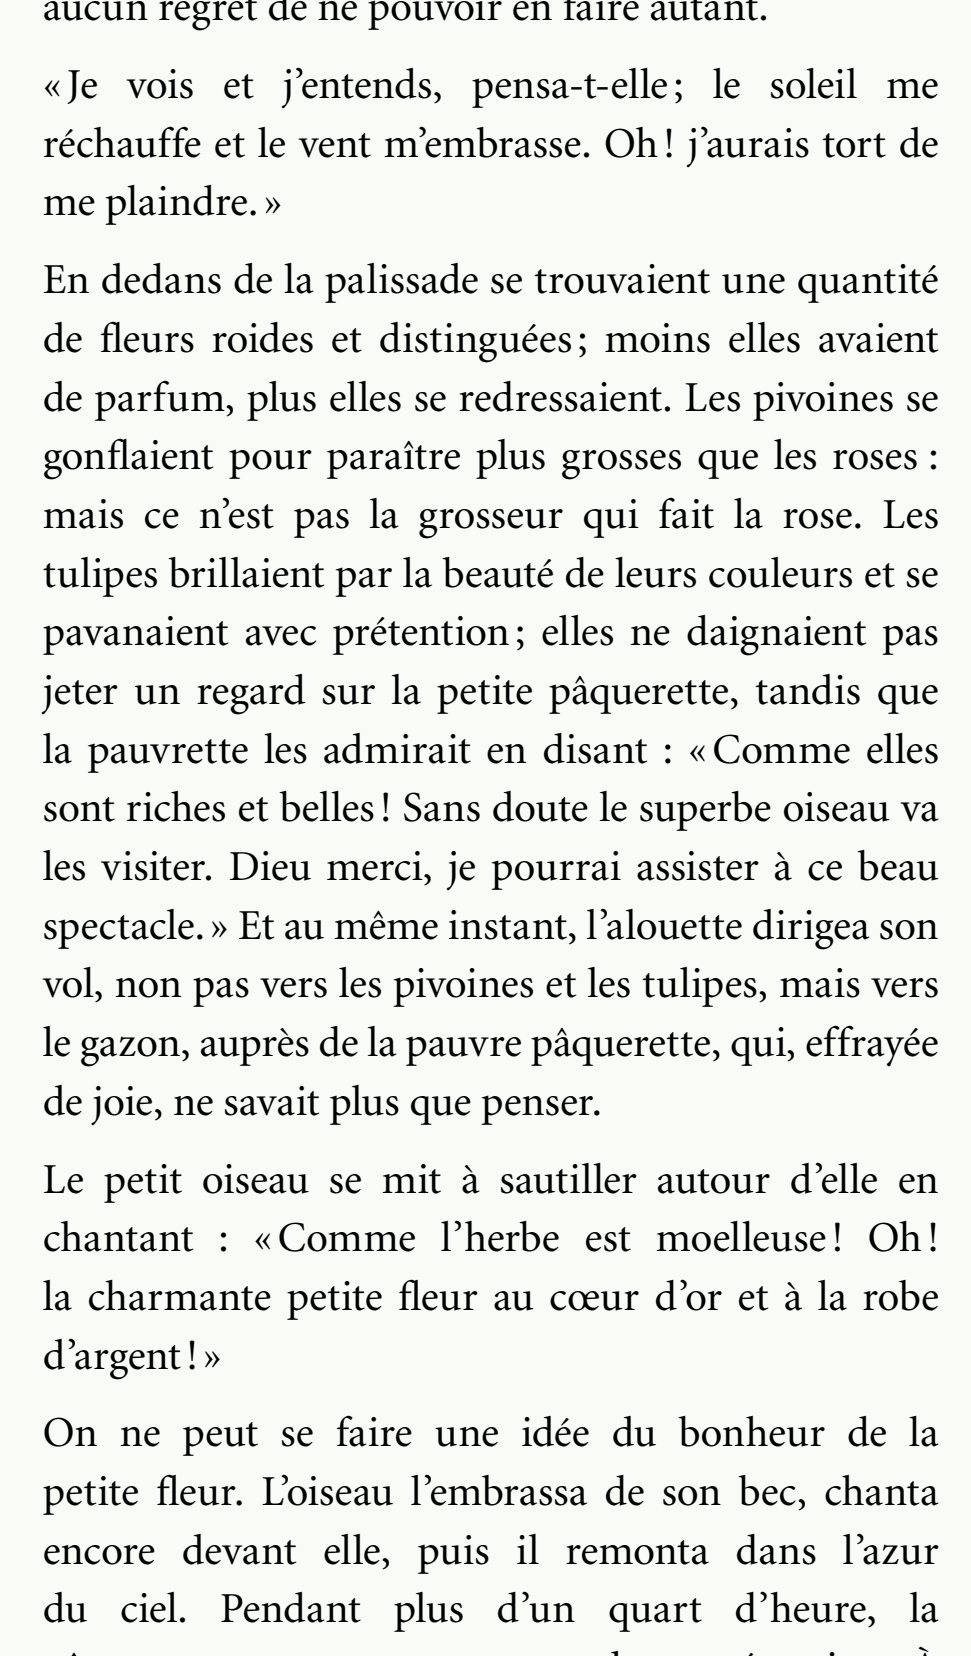 aucun regret de ne pouvoir en faire autant.
« Je vois et j’entends, pensa-t-elle ; le soleil me
réchauffe et le vent m’embrasse. Oh ! j’aurais tort de
me plaindre. »
En dedans de la palissade se trouvaient une quantité
de fleurs roides et distinguées ; moins elles avaient
de parfum, plus elles se redressaient. Les pivoines se
gonflaient pour paraître plus grosses que les roses :
mais ce n’est pas la grosseur qui fait la rose. Les
tulipes brillaient par la beauté de leurs couleurs et se
pavanaient avec prétention ; elles ne daignaient pas
jeter un regard sur la petite pâquerette, tandis que
la pauvrette les admirait en disant : « Comme elles
sont riches et belles ! Sans doute le superbe oiseau va
les visiter. Dieu merci, je pourrai assister à ce beau
spectacle. » Et au même instant, l’alouette dirigea son
vol, non pas vers les pivoines et les tulipes, mais vers
le gazon, auprès de la pauvre pâquerette, qui, effrayée
de joie, ne savait plus que penser.
Le petit oiseau se mit à sautiller autour d’elle en
chantant : « Comme l’herbe est moelleuse ! Oh !
la charmante petite fleur au cœur d’or et à la robe
d’argent ! »
On ne peut se faire une idée du bonheur de la
petite fleur. L’oiseau l’embrassa de son bec, chanta
encore devant elle, puis il remonta dans l’azur
du ciel. Pendant plus d’un quart d’heure, la